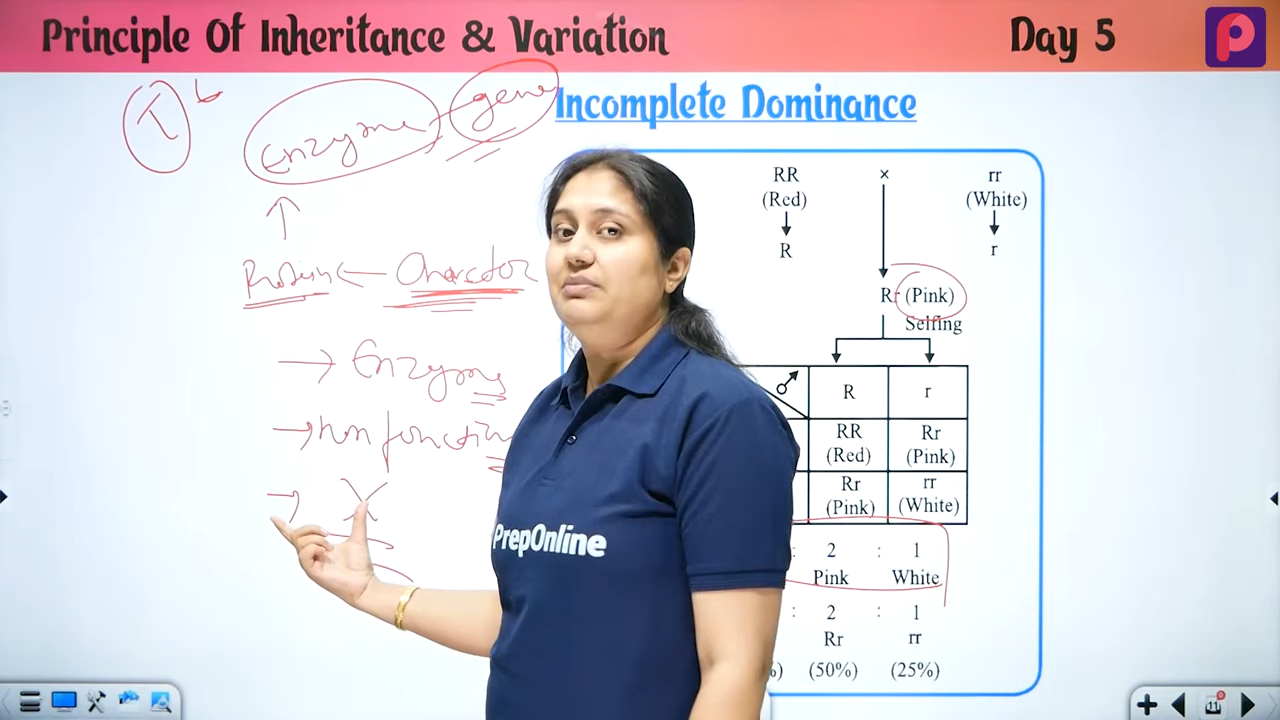 Principle Of Inheritance & Variation Day 5
Incomplete Dominance
T
Enzyme gene
Protein Character
Enzyme
X
RR × rr
(Red) (White)
R r
Rr (Pink)
Selfing
R r
RR Rr
(Red) (Pink)
Rr rr
(Pink) (White)
: 2 : 1
Pink White
: 2 : 1
Rr rr
%) (50%) (25%)
PrepOnline
11